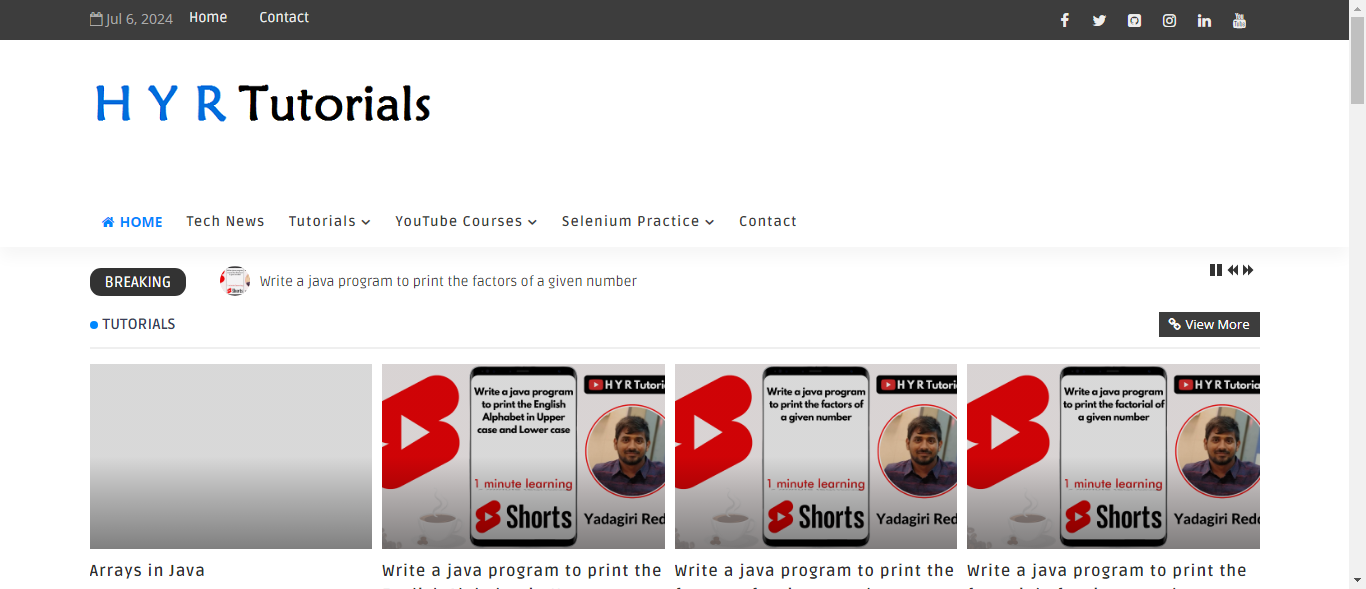 Jul 6, 2024 Home Contact
H Y R Tutorials
HOME Tech News Tutorials YouTube Courses Selenium Practice Contact
BREAKING Write a java program to print the factors of a given number
TUTORIALS View More
Write a java program
to print the English
Alphabet in Upper
case and Lower case
H Y R Tutori
1 minute learning
Shorts
Yadagiri Red
Write a java program
to print the factors of
a given number
H Y R Tutori
1 minute learning
Shorts
Yadagiri Red
Write a java program
to print the factorial of
a given number
H Y R Tutoria
1 minute learning
Shorts
Yadagiri Redd
Arrays in Java
Write a java program to print the
Write a java program to print the
Write a java program to print the